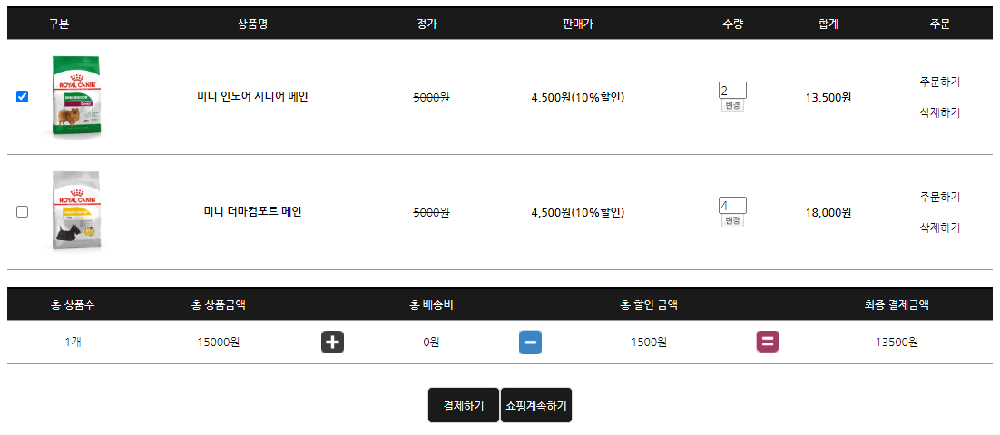 구분 상품명 정가 판매가 수량 합계 주문
ROYAL CANIN
MINI INDOOR
Senior
미니 인도어 시니어 메인 5000원 4,500원(10%할인) 2 13,500원 주문하기
변경 삭제하기
ROYAL CANIN
미니 더마컴포트 메인 5000원 4,500원(10%할인) 4 18,000원 주문하기
변경 삭제하기
총 상품수 총 상품금액 총 배송비 총 할인 금액 최종 결제금액
1개 15000원 + 0원 - 1500원 = 13500원
결제하기 쇼핑계속하기